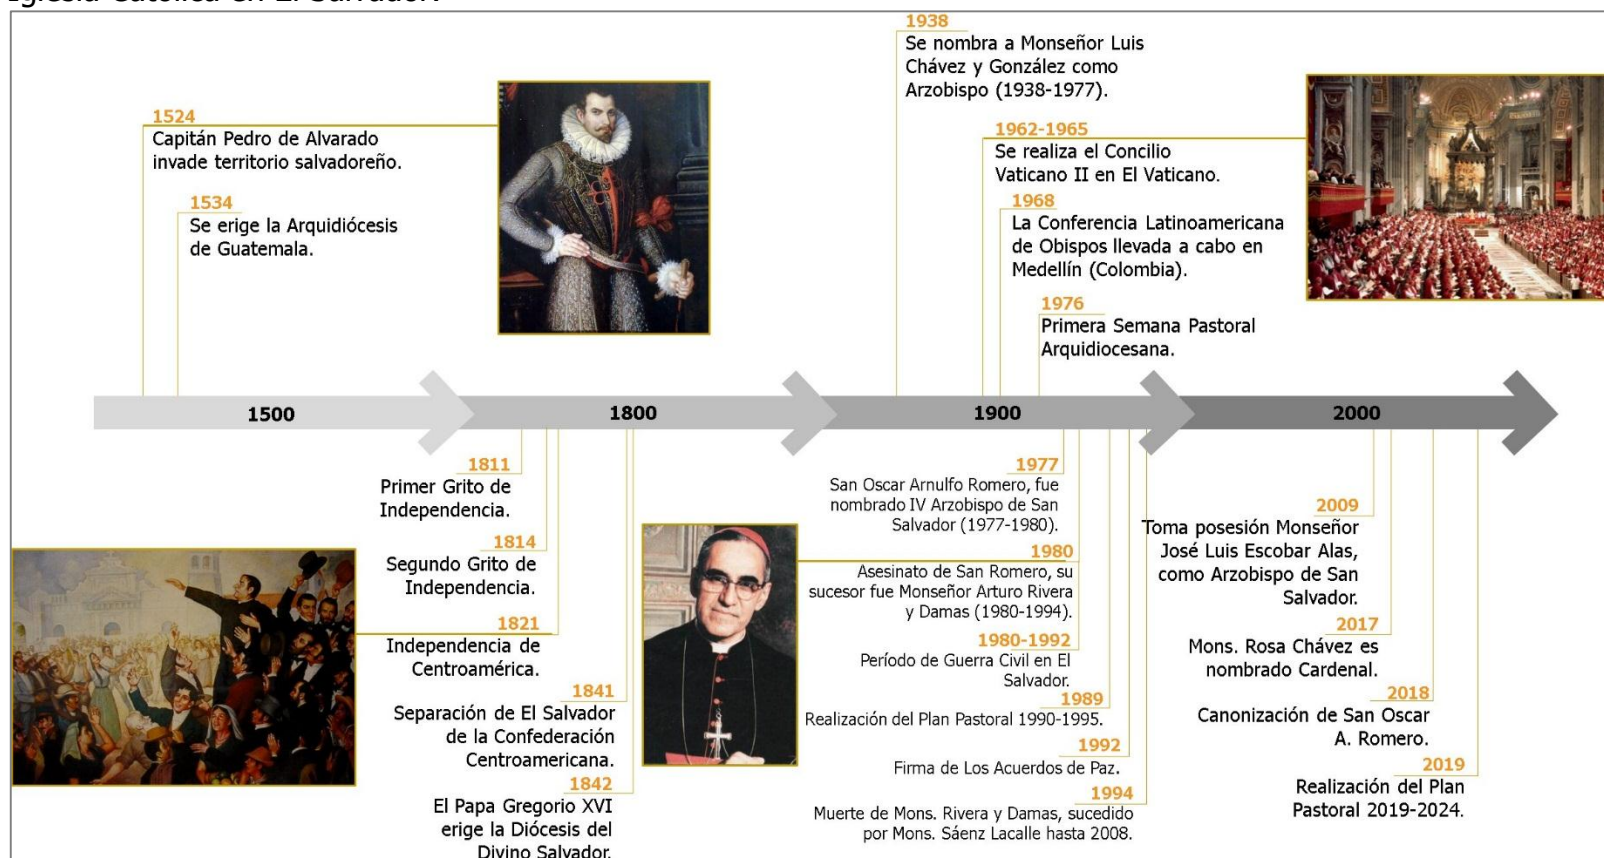 Iglesia Católica en El Salvador.
1938
Se nombra a Monseñor Luis
Chávez y González como
Arzobispo (1938-1977).
1524
Capitán Pedro de Alvarado
invade territorio salvadoreño.
1534
Se erige la Arquidiócesis
de Guatemala.
1962-1965
Se realiza el Concilio
Vaticano II en El Vaticano.
1968
La Conferencia Latinoamericana
de Obispos llevada a cabo en
Medellín (Colombia).
1976
Primera Semana Pastoral
Arquidiocesana.
1500
1800
1900
2000
1811
Primer Grito de
Independencia.
1814
Segundo Grito de
Independencia.
1821
Independencia de
Centroamérica.
1841
Separación de El Salvador
de la Confederación
Centroamericana.
1842
El Papa Gregorio XVI
erige la Diócesis del
Divino Salvador.
1977
San Oscar Arnulfo Romero, fue
nombrado IV Arzobispo de San
Salvador (1977-1980).
1980
Asesinato de San Romero, su
sucesor fue Monseñor Arturo Rivera
y Damas (1980-1994).
1980-1992
Período de Guerra Civil en El
Salvador.
1989
Realización del Plan Pastoral 1990-1995.
1992
Firma de Los Acuerdos de Paz.
1994
Muerte de Mons. Rivera y Damas, sucedido
por Mons. Sáenz Lacalle hasta 2008.
2009
Toma posesión Monseñor
José Luis Escobar Alas,
como Arzobispo de San
Salvador.
2017
Mons. Rosa Chávez es
nombrado Cardenal.
2018
Canonización de San Oscar
A. Romero.
2019
Realización del Plan
Pastoral 2019-2024.